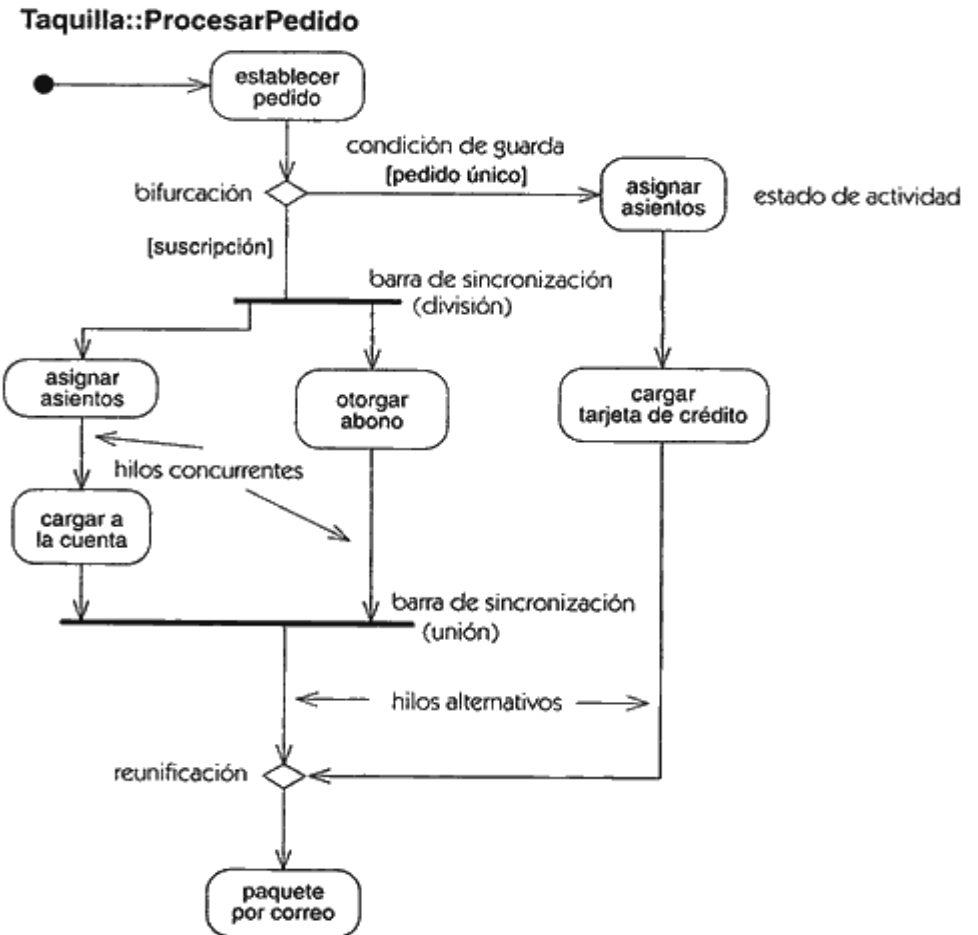 Taquilla::ProcesarPedido
establecer
pedido
condición de guarda
[pedido único]
bifurcación
asignar
asientos
estado de actividad
[suscripción]
barra de sincronización
(división)
asignar
asientos
otorgar
abono
cargar
tarjeta de crédito
hilos concurrentes
cargar a
la cuenta
barra de sincronización
(unión)
hilos alternativos
reunificación
paquete
por correo